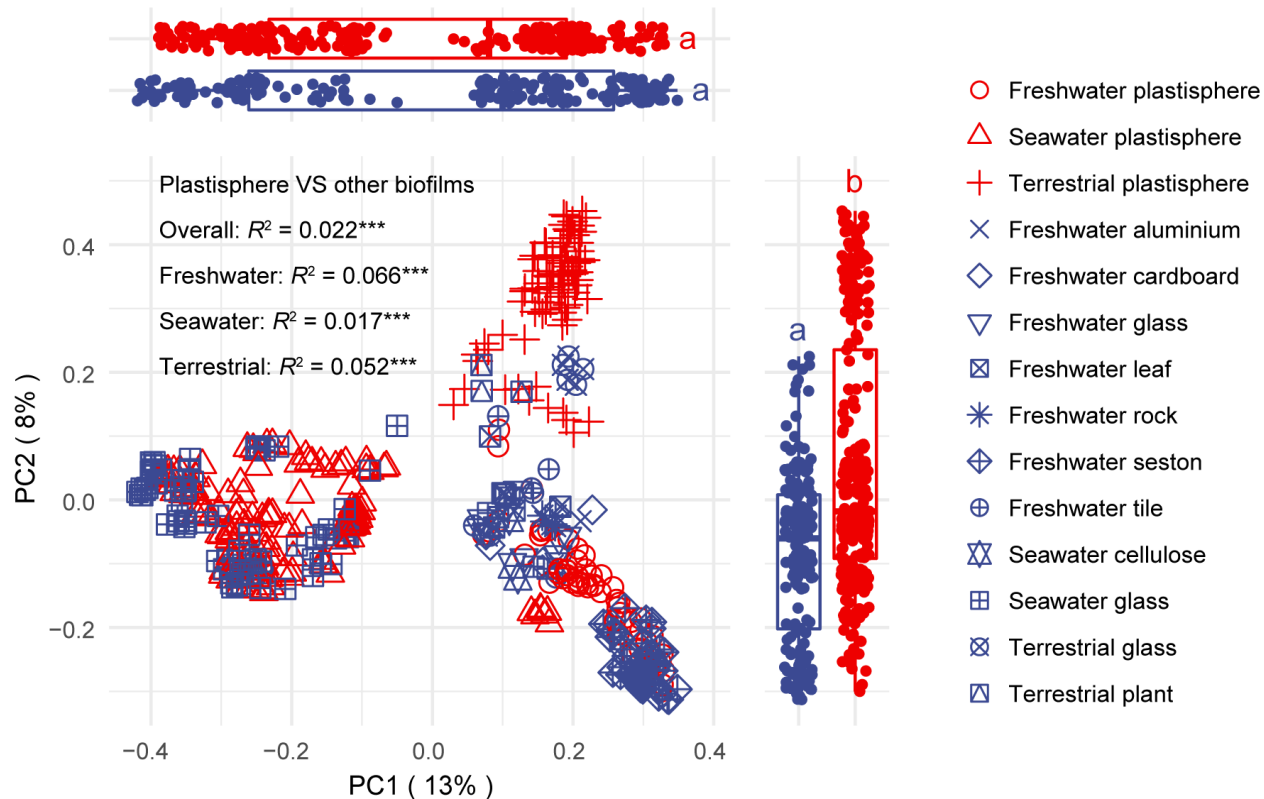 a
a
Plastisphere VS other biofilms
Overall: R² = 0.022***
Freshwater: R² = 0.066***
Seawater: R² = 0.017***
Terrestrial: R² = 0.052***
0.4
0.2
0.0
−0.2
PC2 ( 8% )
−0.4
−0.2
0.0
0.2
0.4
PC1 ( 13% )
a
b
Freshwater plastisphere
Seawater plastisphere
Terrestrial plastisphere
Freshwater aluminium
Freshwater cardboard
Freshwater glass
Freshwater leaf
Freshwater rock
Freshwater seston
Freshwater tile
Seawater cellulose
Seawater glass
Terrestrial glass
Terrestrial plant